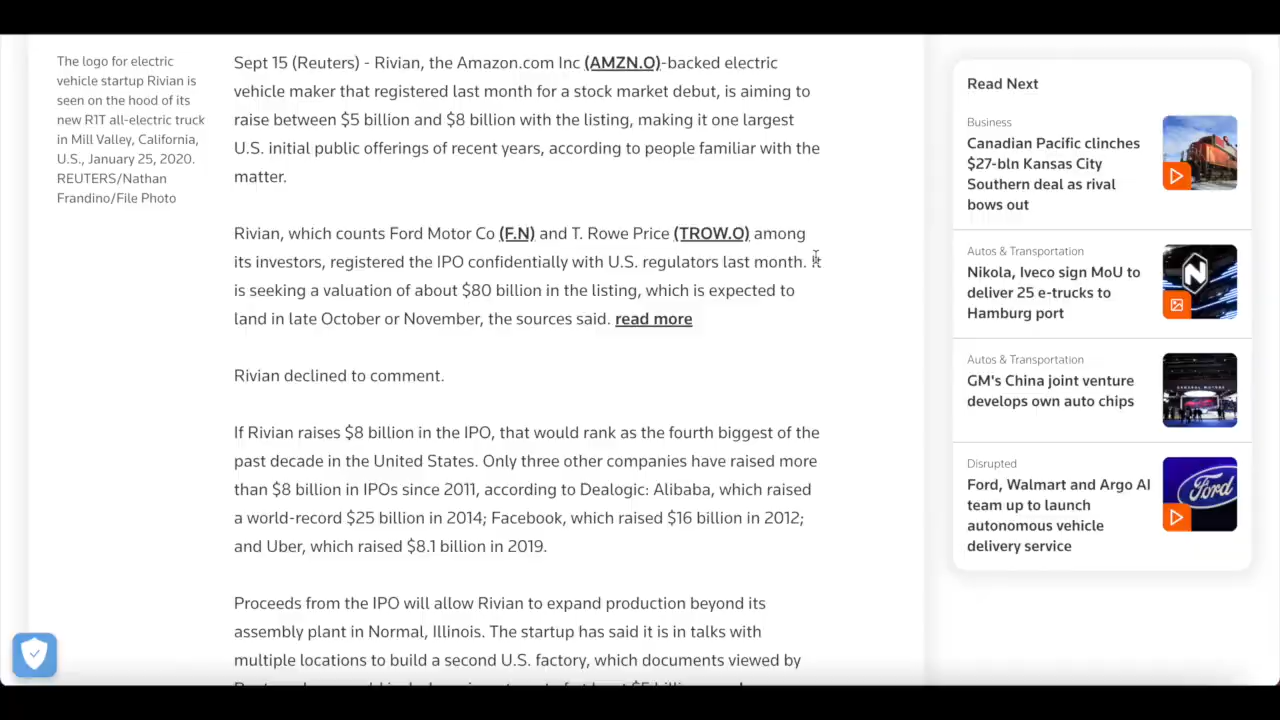 The logo for electric
vehicle startup Rivian is
seen on the hood of its
new R1T all-electric truck
in Mill Valley, California,
U.S., January 25, 2020.
REUTERS/Nathan
Frandino/File Photo
Sept 15 (Reuters) - Rivian, the Amazon.com Inc (AMZN.O)-backed electric
vehicle maker that registered last month for a stock market debut, is aiming to
raise between $5 billion and $8 billion with the listing, making it one largest
U.S. initial public offerings of recent years, according to people familiar with the
matter.
Rivian, which counts Ford Motor Co (F.N) and T. Rowe Price (TROW.O) among
its investors, registered the IPO confidentially with U.S. regulators last month. It
is seeking a valuation of about $80 billion in the listing, which is expected to
land in late October or November, the sources said. read more
Rivian declined to comment.
If Rivian raises $8 billion in the IPO, that would rank as the fourth biggest of the
past decade in the United States. Only three other companies have raised more
than $8 billion in IPOs since 2011, according to Dealogic: Alibaba, which raised
a world-record $25 billion in 2014; Facebook, which raised $16 billion in 2012;
and Uber, which raised $8.1 billion in 2019.
Proceeds from the IPO will allow Rivian to expand production beyond its
assembly plant in Normal, Illinois. The startup has said it is in talks with
multiple locations to build a second U.S. factory, which documents viewed by
Read Next
Business
Canadian Pacific clinches
$27-bln Kansas City
Southern deal as rival
bows out
Autos & Transportation
Nikola, Iveco sign MoU to
deliver 25 e-trucks to
Hamburg port
Autos & Transportation
GM's China joint venture
develops own auto chips
Disrupted
Ford, Walmart and Argo AI
team up to launch
autonomous vehicle
delivery service
Ford